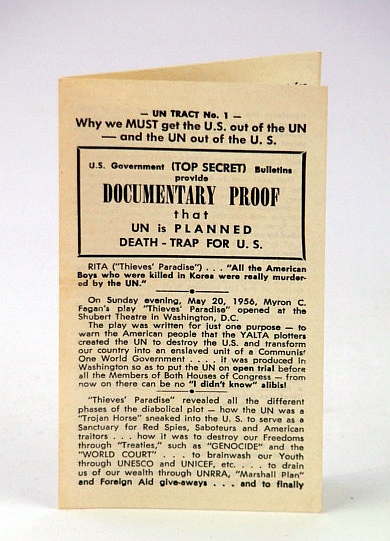 — UN TRACT No. 1 —
Why we MUST get the U.S. out of the UN
— and the UN out of the U. S.
U.S. Government (TOP SECRET) Bulletins
provide
DOCUMENTARY PROOF
that
UN is PLANNED
DEATH - TRAP FOR U. S.
RITA ("Thieves' Paradise") . . . "All the American
Boys who were killed in Korea were really murder-
ed by the UN."
On Sunday evening, May 20, 1956, Myron C.
Fagan's play "Thieves' Paradise" opened at the
Shubert Theatre in Washington, D.C.
The play was written for just one purpose — to
warn the American people that the YALTA plotters
created the UN to destroy the U.S. and transform
our country into an enslaved unit of a Communist
One World Government . . . . it was produced in
Washington so as to put the UN on open trial before
all the Members of Both Houses of Congress — from
now on there can be no "I didn't know" alibis!
"Thieves' Paradise" revealed all the different
phases of the diabolical plot — how the UN was a
"Trojan Horse" sneaked into the U. S. to serve as a
Sanctuary for Red Spies, Saboteurs and American
traitors . . . how it was to destroy our Freedoms
through "Treaties," such as "GENOCIDE" and the
"WORLD COURT" . . . to brainwash our Youth
through UNESCO and UNICEF, etc. . . . to drain
us of our wealth through UNRRA, "Marshall Plan"
and Foreign Aid give-aways . . . and to finally